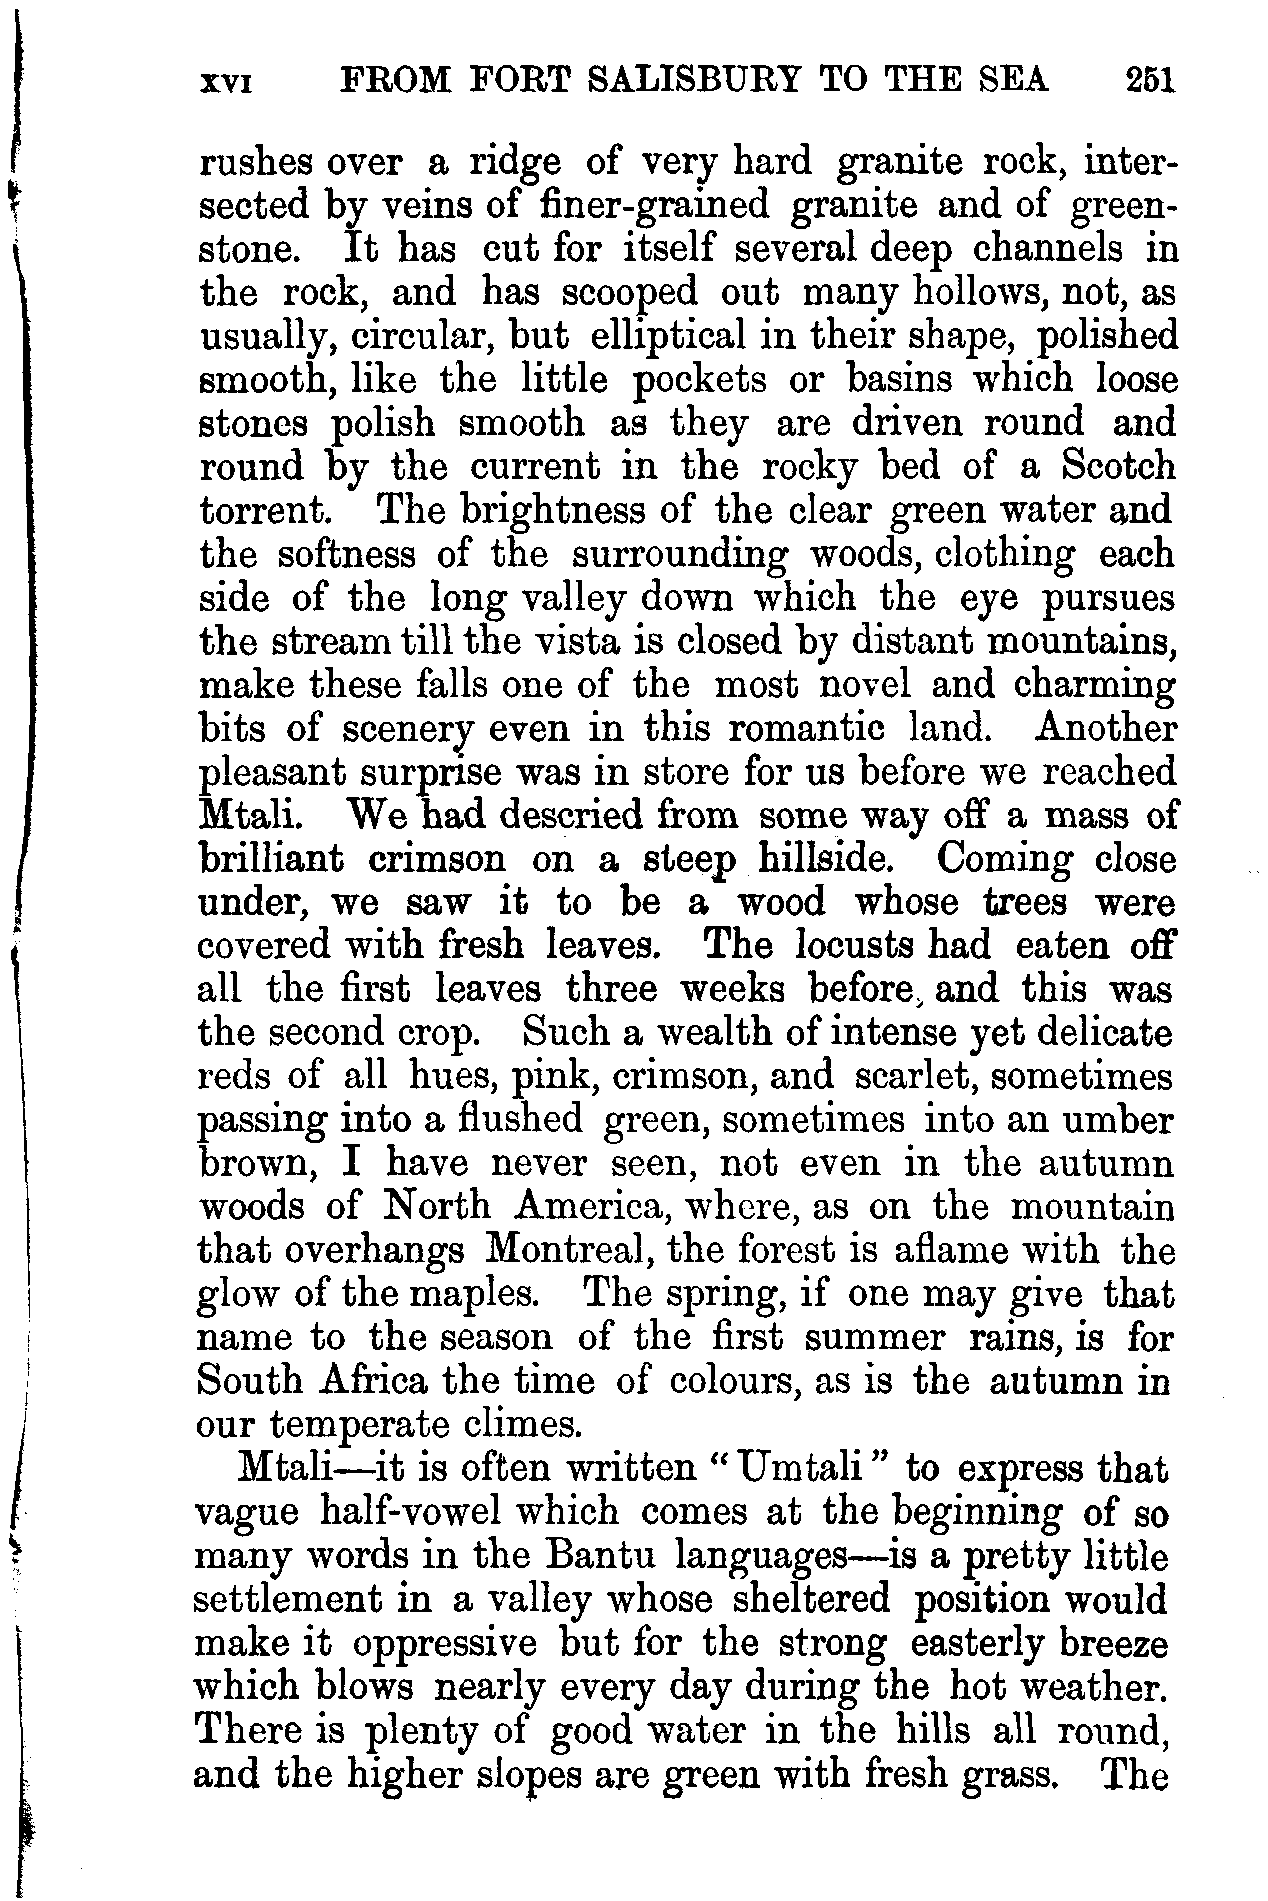 XVI FROM FORT SALISBURY TO THE SEA 251
rushes over a ridge of very hard granite rock, inter-
sected by veins of finer-grained granite and of green-
stone. It has cut for itself several deep channels in
the rock, and has scooped out many hollows, not, as
usually, circular, but elliptical in their shape, polished
smooth, like the little pockets or basins which loose
stones polish smooth as they are driven round and
round by the current in the rocky bed of a Scotch
torrent. The brightness of the clear green water and
the softness of the surrounding woods, clothing each
side of the long valley down which the eye pursues
the stream till the vista is closed by distant mountains,
make these falls one of the most novel and charming
bits of scenery even in this romantic land. Another
pleasant surprise was in store for us before we reached
Mtali. We had descried from some way off a mass of
brilliant crimson on a steep hillside. Coming close
under, we saw it to be a wood whose trees were
covered with fresh leaves. The locusts had eaten off
all the first leaves three weeks before, and this was
the second crop. Such a wealth of intense yet delicate
reds of all hues, pink, crimson, and scarlet, sometimes
passing into a flushed green, sometimes into an umber
brown, I have never seen, not even in the autumn
woods of North America, where, as on the mountain
that overhangs Montreal, the forest is aflame with the
glow of the maples. The spring, if one may give that
name to the season of the first summer rains, is for
South Africa the time of colours, as is the autumn in
our temperate climes.
Mtali—it is often written “Umtali” to express that
vague half-vowel which comes at the beginning of so
many words in the Bantu languages—is a pretty little
settlement in a valley whose sheltered position would
make it oppressive but for the strong easterly breeze
which blows nearly every day during the hot weather.
There is plenty of good water in the hills all round,
and the higher slopes are green with fresh grass. The